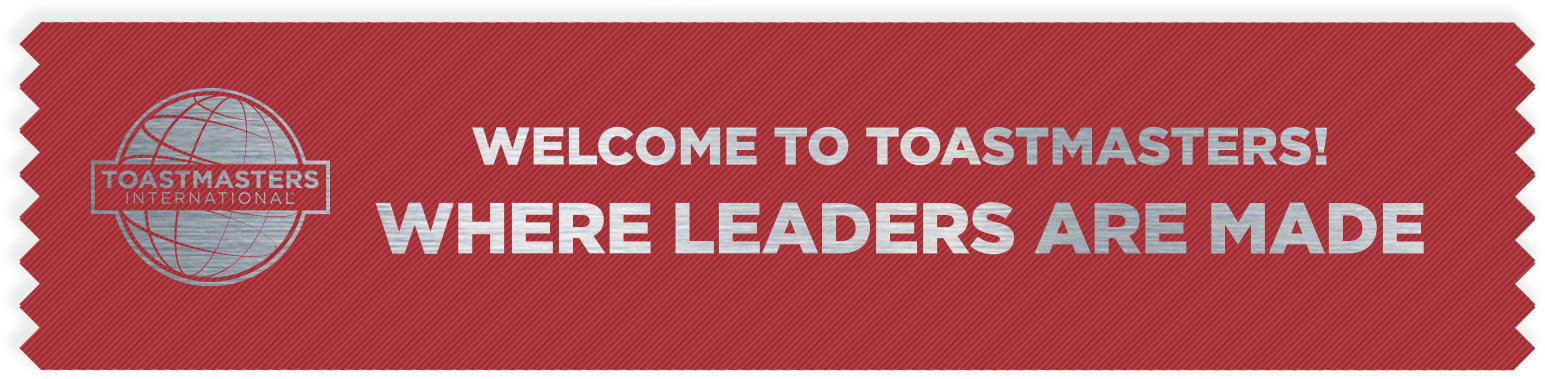 TOASTMASTERS
INTERNATIONAL
WELCOME TO TOASTMASTERS!
WHERE LEADERS ARE MADE